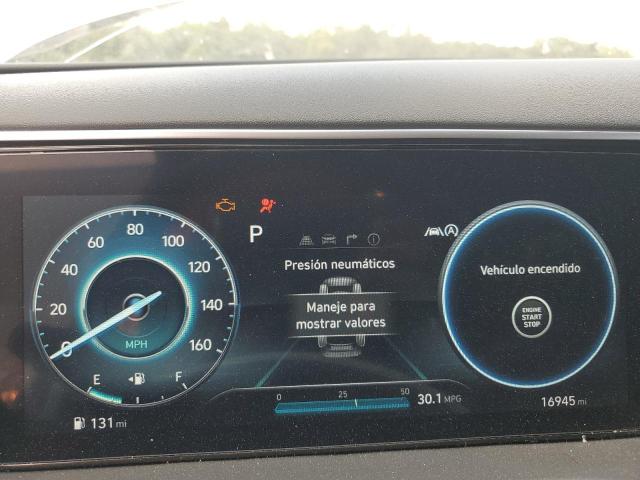 80
60
100
40
120
20
140
0
160
MPH
E
F
131 mi
P
A
Presión neumáticos
Maneje para
mostrar valores
0
25
50
30.1 MPG
Vehículo encendido
ENGINE
START
STOP
16945 mi